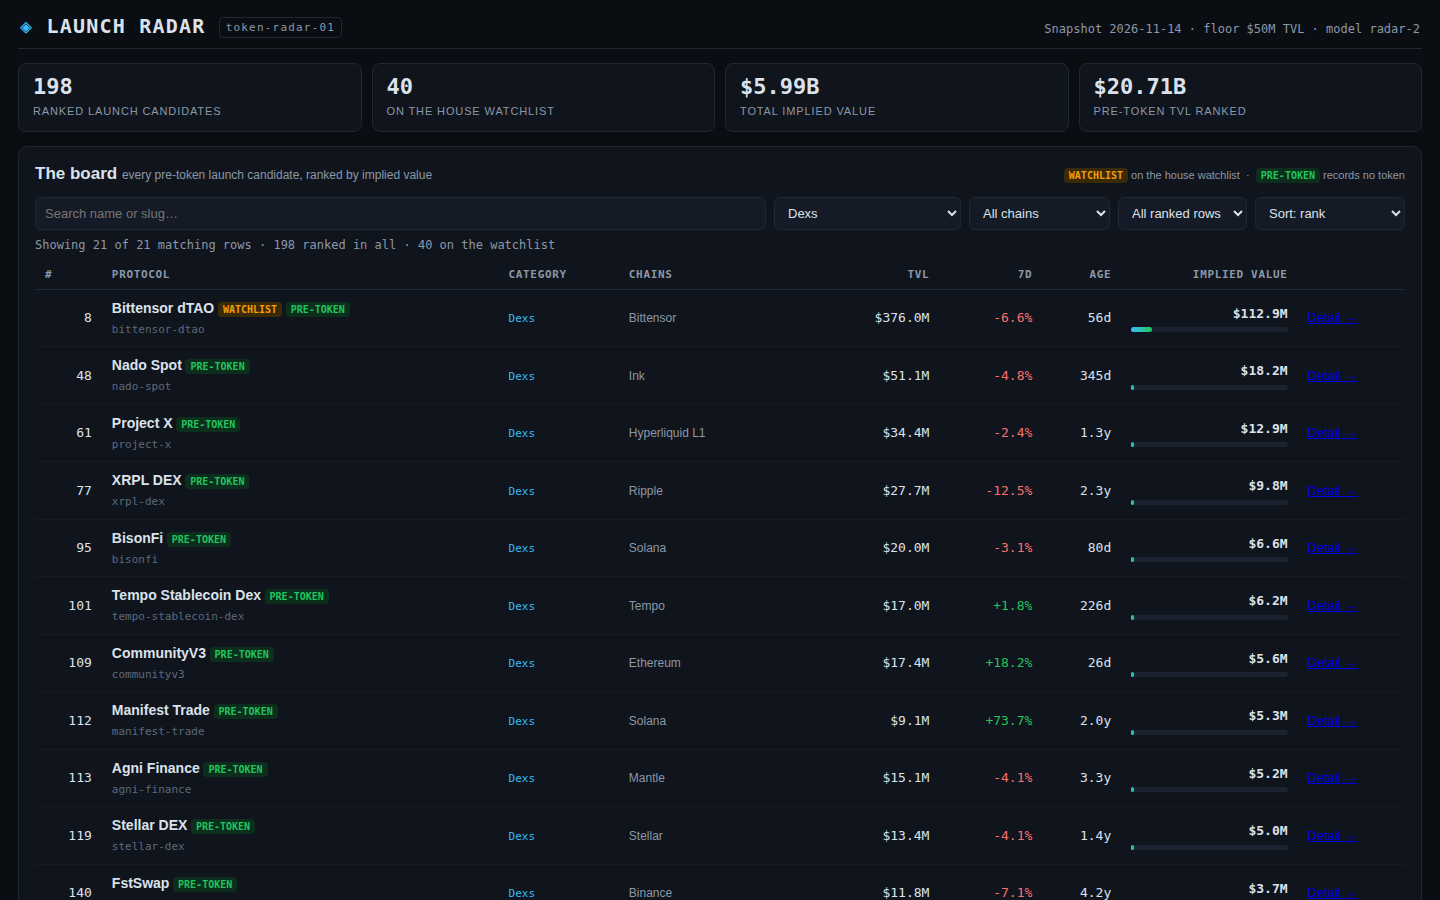 ◈ LAUNCH RADAR token-radar-01
Snapshot 2026-11-14 · floor $50M TVL · model radar-2
198
RANKED LAUNCH CANDIDATES
40
ON THE HOUSE WATCHLIST
$5.99B
TOTAL IMPLIED VALUE
$20.71B
PRE-TOKEN TVL RANKED
The board every pre-token launch candidate, ranked by implied value
WATCHLIST on the house watchlist · PRE-TOKEN records no token
Search name or slug… Dexs All chains All ranked rows Sort: rank
Showing 21 of 21 matching rows · 198 ranked in all · 40 on the watchlist
# PROTOCOL CATEGORY CHAINS TVL 7D AGE IMPLIED VALUE
8 Bittensor dTAO WATCHLIST PRE-TOKEN Dexs Bittensor $376.0M -6.6% 56d $112.9M Detail →
bittensor-dtao
48 Nado Spot PRE-TOKEN Dexs Ink $51.1M -4.8% 345d $18.2M Detail →
nado-spot
61 Project X PRE-TOKEN Dexs Hyperliquid L1 $34.4M -2.4% 1.3y $12.9M Detail →
project-x
77 XRPL DEX PRE-TOKEN Dexs Ripple $27.7M -12.5% 2.3y $9.8M Detail →
xrpl-dex
95 BisonFi PRE-TOKEN Dexs Solana $20.0M -3.1% 80d $6.6M Detail →
bisonfi
101 Tempo Stablecoin Dex PRE-TOKEN Dexs Tempo $17.0M +1.8% 226d $6.2M Detail →
tempo-stablecoin-dex
109 CommunityV3 PRE-TOKEN Dexs Ethereum $17.4M +18.2% 26d $5.6M Detail →
communityv3
112 Manifest Trade PRE-TOKEN Dexs Solana $9.1M +73.7% 2.0y $5.3M Detail →
manifest-trade
113 Agni Finance PRE-TOKEN Dexs Mantle $15.1M -4.1% 3.3y $5.2M Detail →
agni-finance
119 Stellar DEX PRE-TOKEN Dexs Stellar $13.4M -4.1% 1.4y $5.0M Detail →
stellar-dex
140 FstSwap PRE-TOKEN Dexs Binance $11.8M -7.1% 4.2y $3.7M Detail →